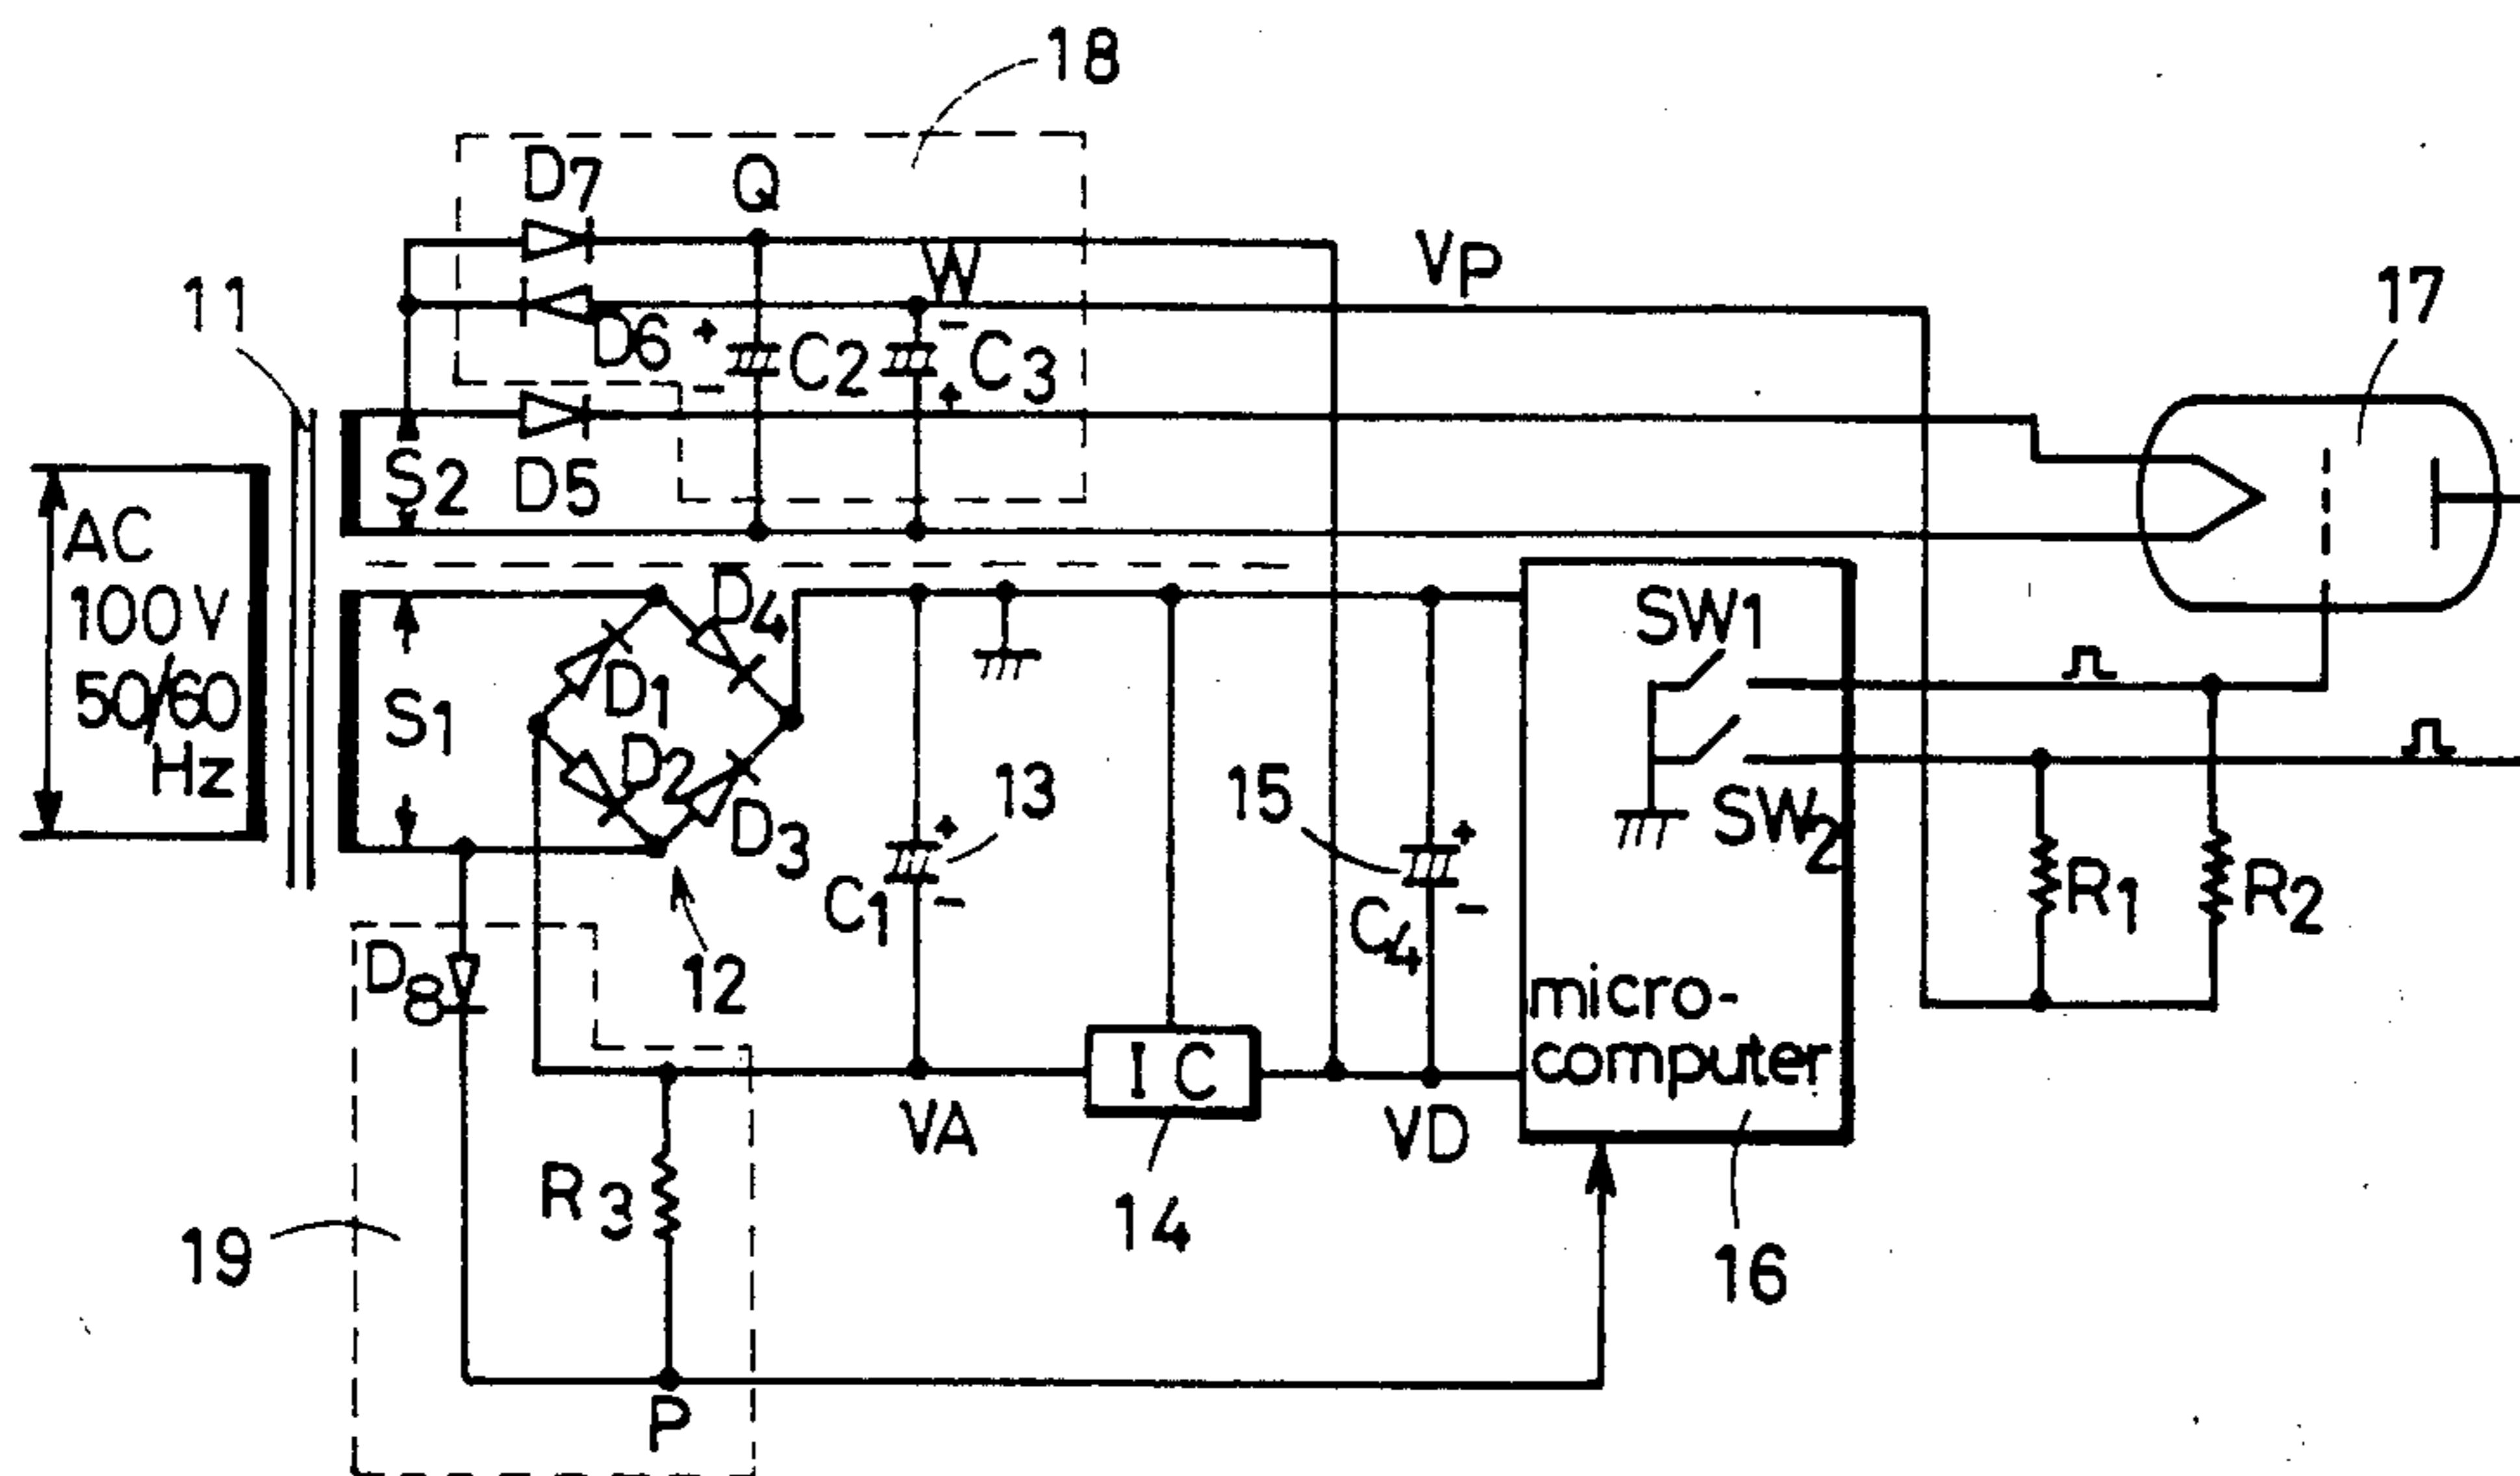 18
D7
Q
W
VP
11
17
D6
+
-
C2
-
C3
+
S2
D5
AC
100V
50/60
Hz
S1
D4
D1
D2
D3
12
13
+
C1
-
15
+
C4
-
SW1
SW2
micro-
computer
R1
R2
D8
IC
VA
VD
14
16
R3
19
P